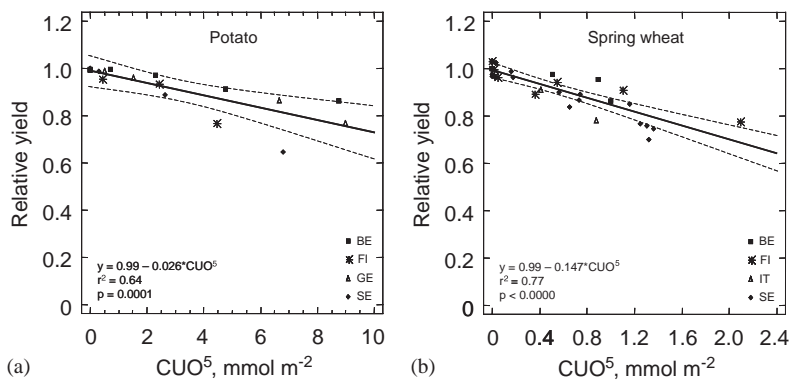 Potato
Relative yield
1.2
1.0
0.8
0.6
0.4
0.2
0
y = 0.99 – 0.026*CUO⁵
r² = 0.64
p = 0.0001
BE
FI
GE
SE
0 2 4 6 8 10
(a) CUO⁵, mmol m⁻²
Spring wheat
Relative yield
1.2
1.0
0.8
0.6
0.4
0.2
0
y = 0.99 - 0.147*CUO⁵
r² = 0.77
p < 0.0000
BE
FI
IT
SE
0 0.4 0.8 1.2 1.6 2.0 2.4
(b) CUO⁵, mmol m⁻²